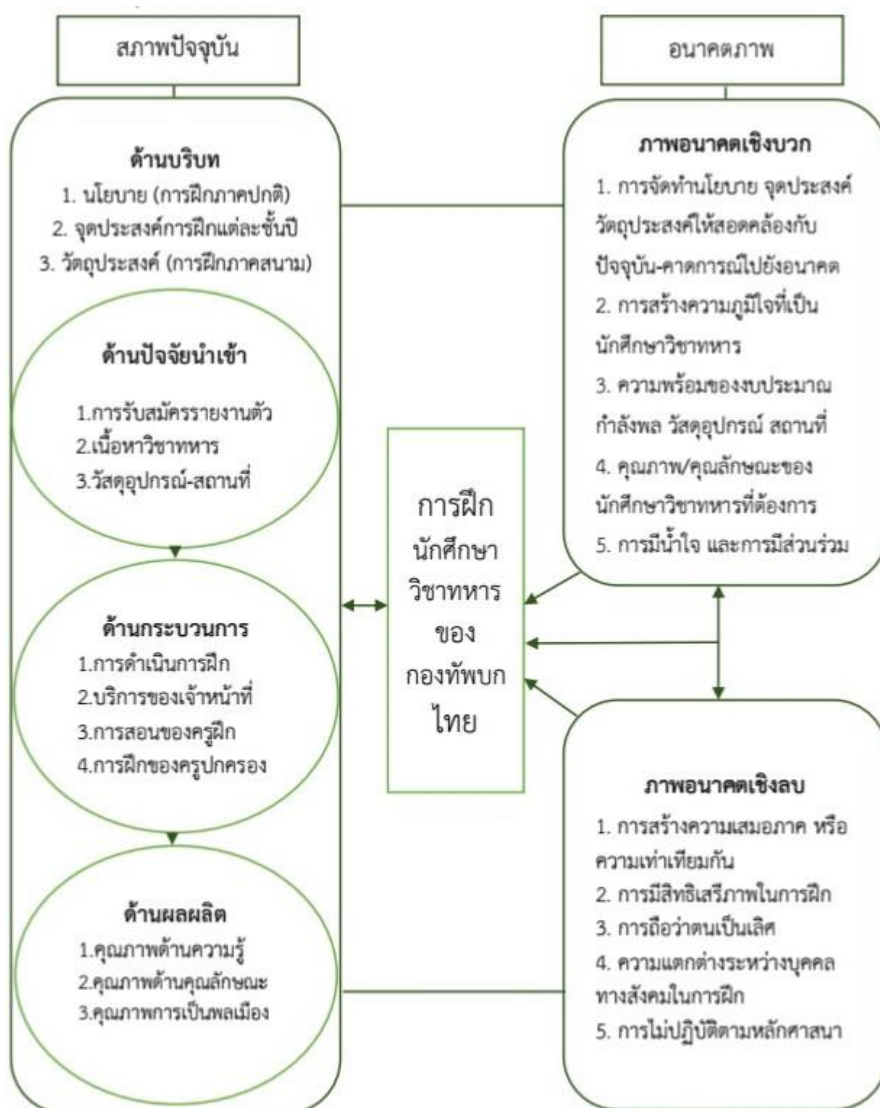 สภาพปัจจุบัน
ด้านบริบท
1. นโยบาย (การฝึกภาคปกติ)
2. จุดประสงค์การฝึกแต่ละชั้นปี
3. วัตถุประสงค์ (การฝึกภาคสนาม)
ด้านปัจจัยนำเข้า
1.การรับสมัครรายงานตัว
2.เนื้อหาวิชาทหาร
3.วัสดุอุปกรณ์-สถานที่
ด้านกระบวนการ
1.การดำเนินการฝึก
2.บริการของเจ้าหน้าที่
3.การสอนของครูฝึก
4.การฝึกของครูปกครอง
ด้านผลผลิต
1.คุณภาพด้านความรู้
2.คุณภาพด้านคุณลักษณะ
3.คุณภาพการเป็นพลเมือง
การฝึก
นักศึกษา
วิชาทหาร
ของ
กองทัพบก
ไทย
อนาคตภาพ
ภาพอนาคตเชิงบวก
1. การจัดทำนโยบาย จุดประสงค์
วัตถุประสงค์ให้สอดคล้องกับ
ปัจจุบัน-คาดการณ์ไปยังอนาคต
2. การสร้างความภูมิใจที่เป็น
นักศึกษาวิชาทหาร
3. ความพร้อมของงบประมาณ
กำลังพล วัสดุอุปกรณ์ สถานที่
4. คุณภาพ/คุณลักษณะของ
นักศึกษาวิชาทหารที่ต้องการ
5. การมีน้ำใจ และการมีส่วนร่วม
ภาพอนาคตเชิงลบ
1. การสร้างความเสมอภาค หรือ
ความเท่าเทียมกัน
2. การมีสิทธิเสรีภาพในการฝึก
3. การถือว่าตนเป็นเลิศ
4. ความแตกต่างระหว่างบุคคล
ทางสังคมในการฝึก
5. การไม่ปฏิบัติตามหลักศาสนา